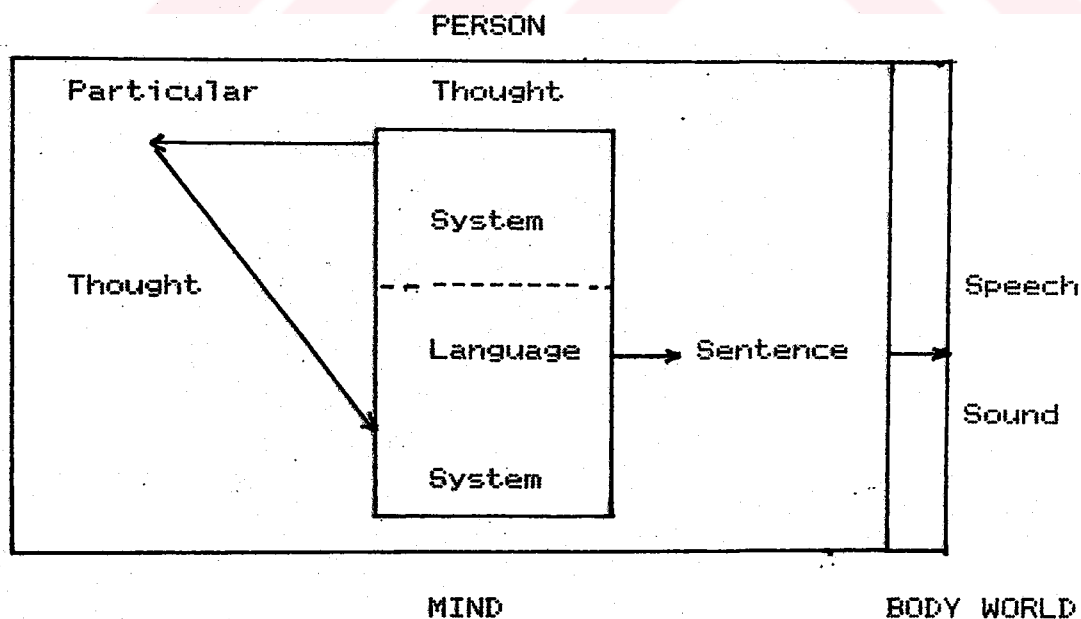 PERSON
Particular Thought
System
Thought Speech
Language Sentence
Sound
System
MIND BODY WORLD